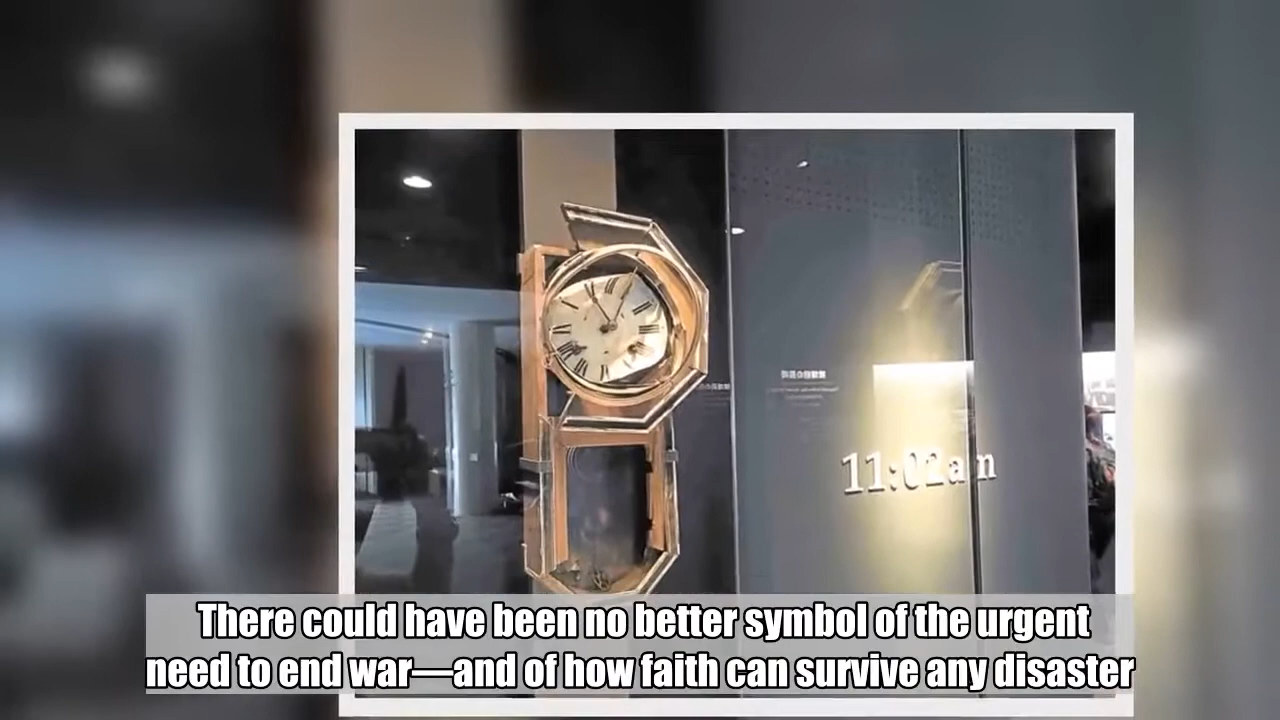 11:02am
There could have been no better symbol of the urgent
need to end war—and of how faith can survive any disaster